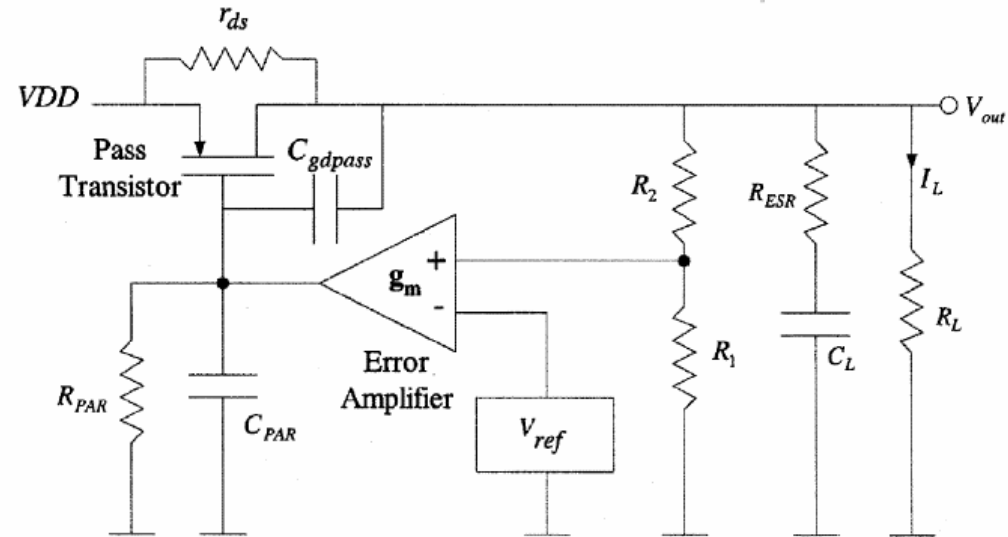 r_ds
VDD
V_out
Pass
Transistor
C_gdpass
R_2
R_ESR
I_L
g_m
+
-
R_L
R_1
C_L
Error
Amplifier
R_PAR
C_PAR
V_ref